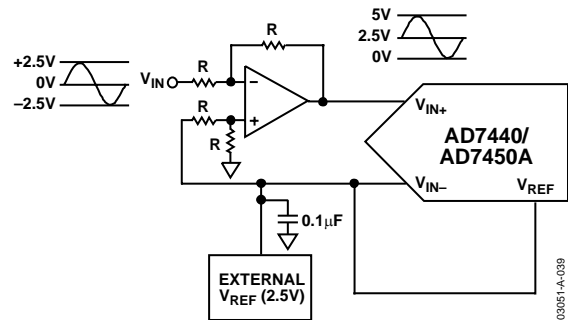 +2.5V
0V
–2.5V
VIN
R
R
–
+
R
R
5V
2.5V
0V
VIN+
AD7440/
AD7450A
VIN–
VREF
0.1µF
EXTERNAL
VREF (2.5V)
03051-A-039